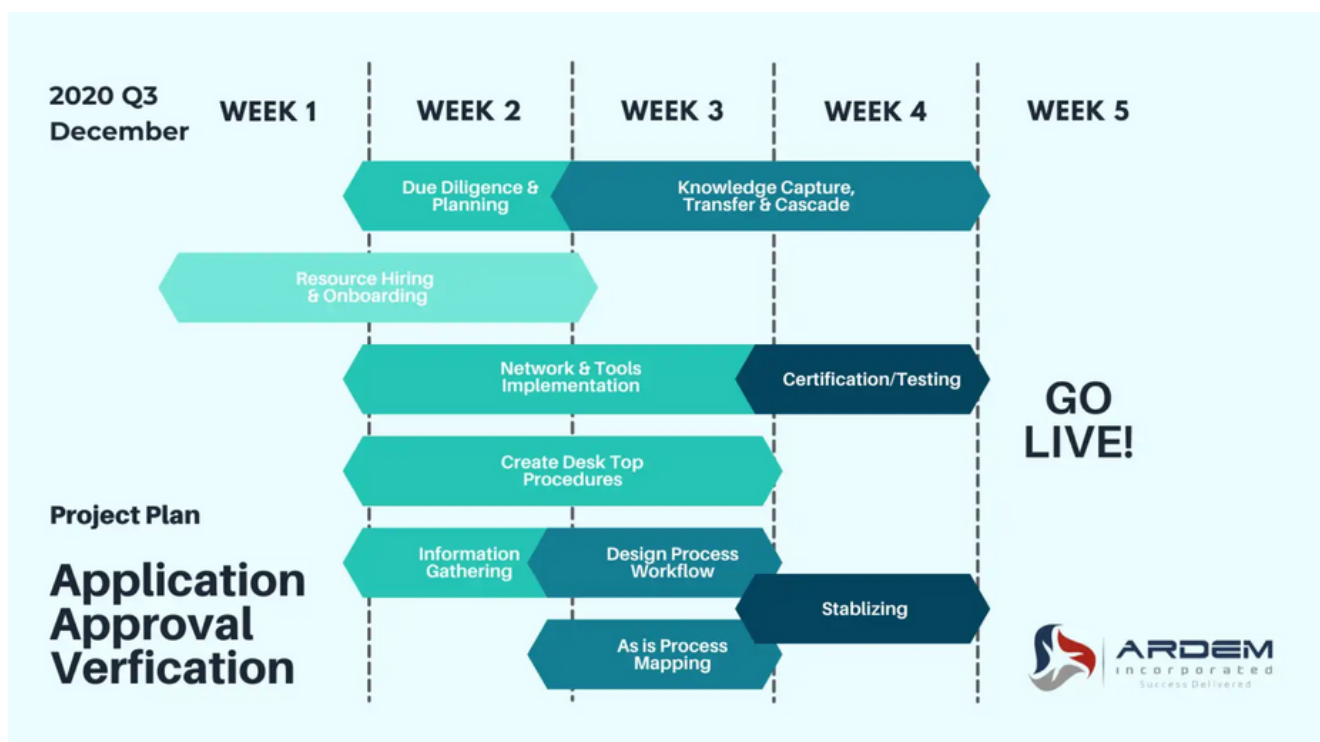 2020 Q3
December
WEEK 1
WEEK 2
WEEK 3
WEEK 4
WEEK 5
Due Diligence &
Planning
Knowledge Capture,
Transfer & Cascade
Resource Hiring
& Onboarding
Network & Tools
Implementation
Certification/Testing
GO
LIVE!
Create Desk Top
Procedures
Project Plan
Application
Approval
Verfication
Information
Gathering
Design Process
Workflow
Stablizing
As is Process
Mapping
ARDEM
incorporated
Success Delivered